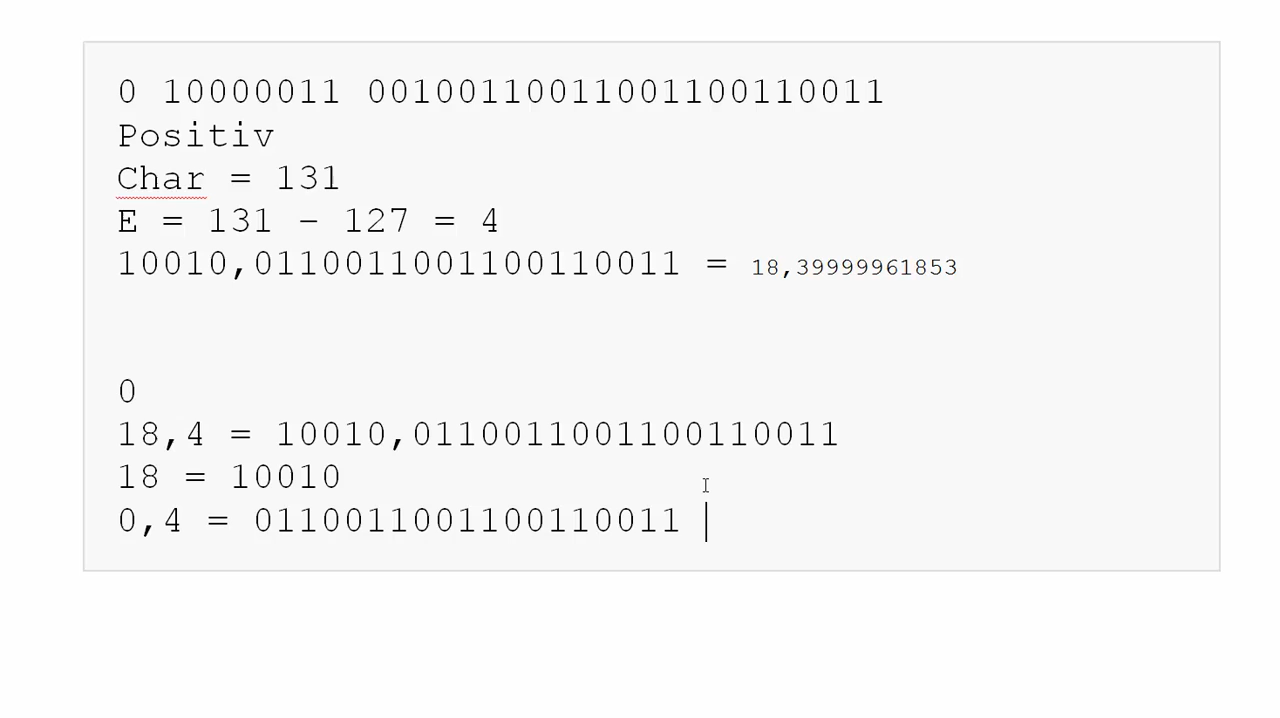 0 10000011 00100110011001100110011
Positiv
Char = 131
E = 131 – 127 = 4
10010,0110011001100110011 = 18,39999961853
0
18,4 = 10010,0110011001100110011
18 = 10010
0,4 = 0110011001100110011